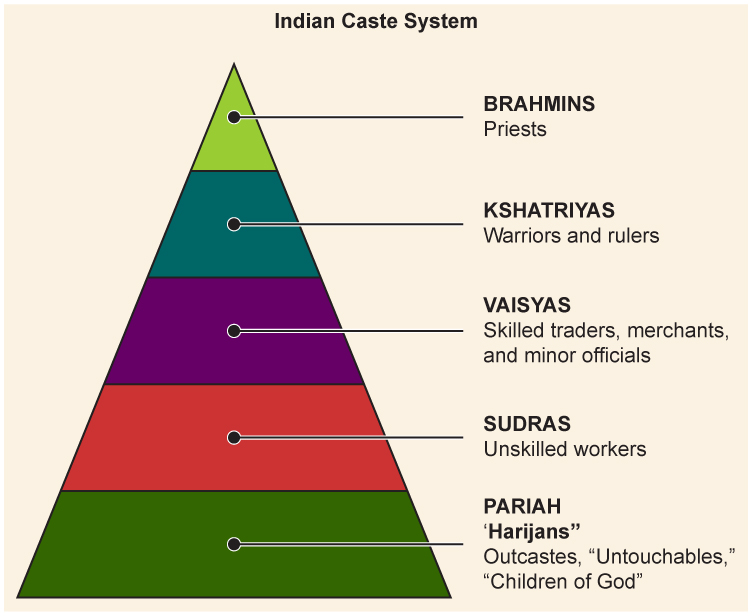 Indian Caste System
BRAHMINS
Priests
KSHATRIYAS
Warriors and rulers
VAISYAS
Skilled traders, merchants,
and minor officials
SUDRAS
Unskilled workers
PARIAH
‘Harijans”
Outcastes, “Untouchables,”
“Children of God”